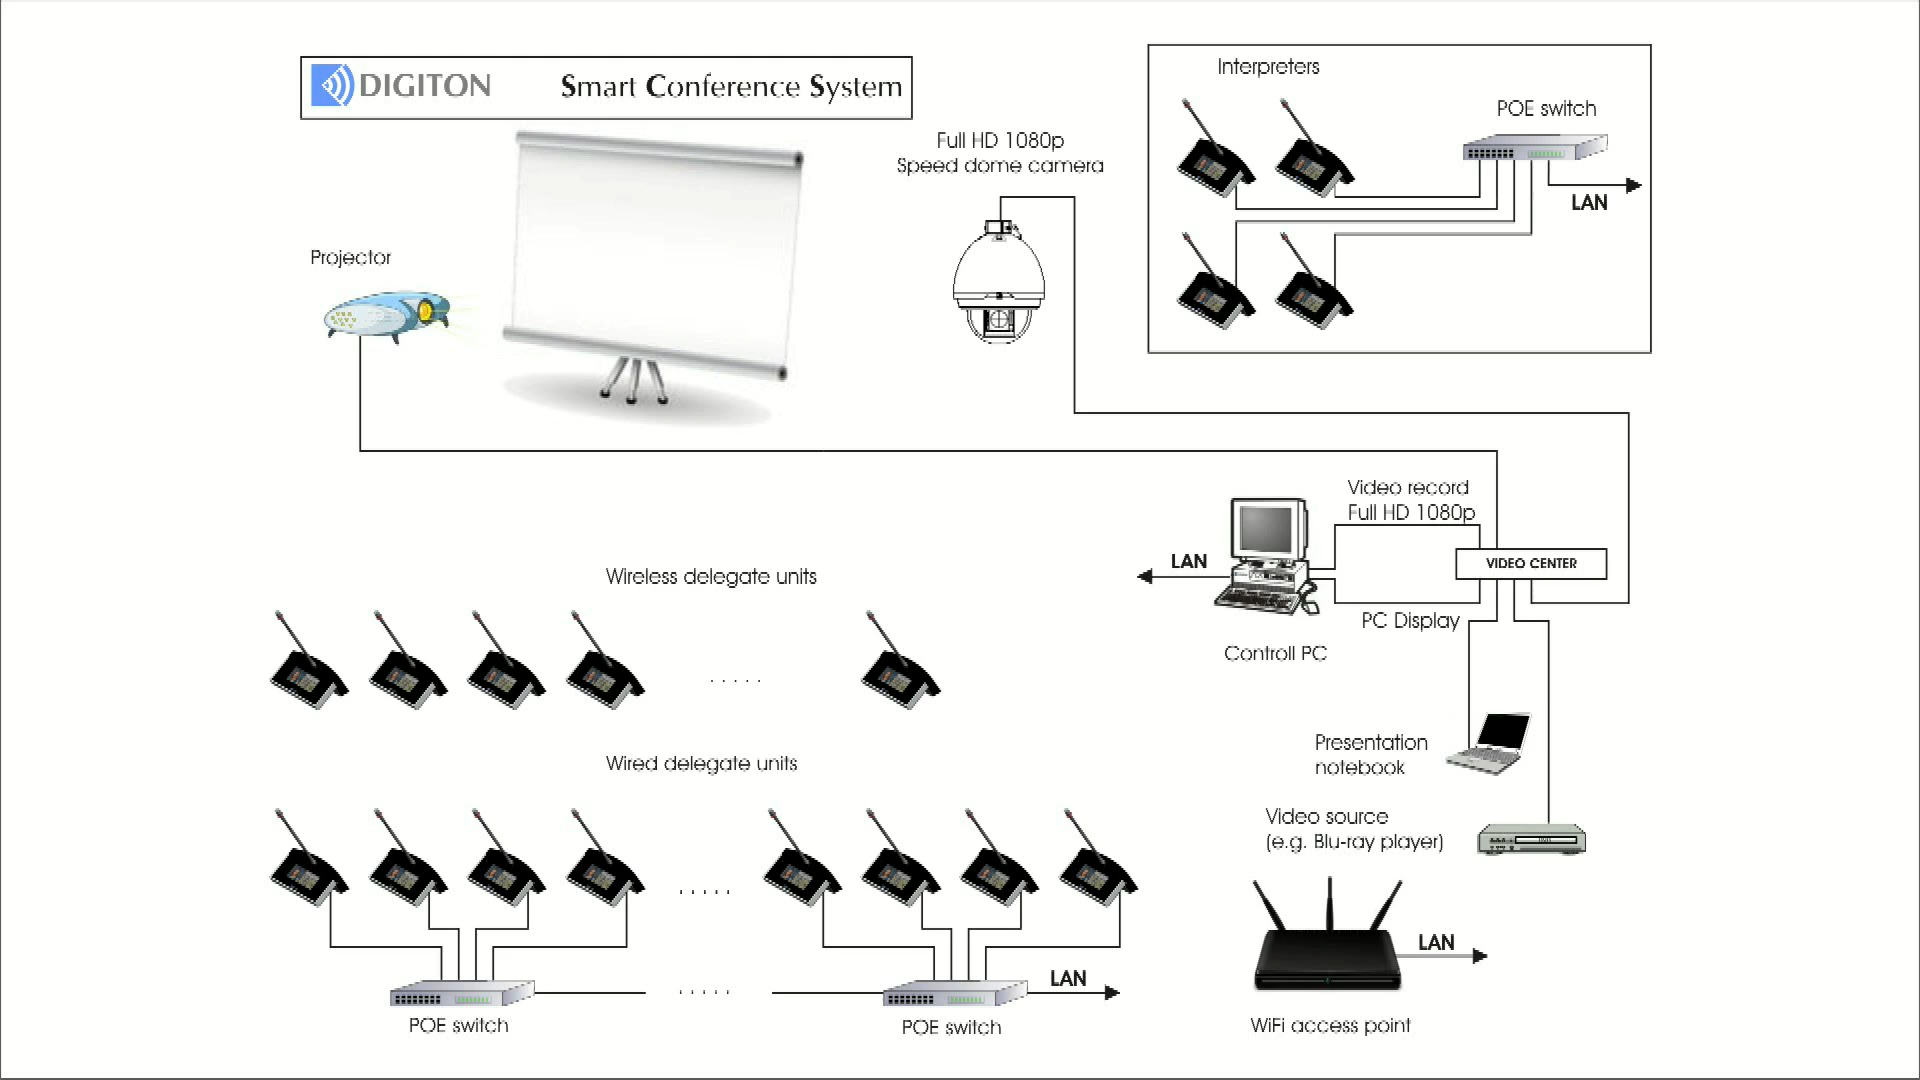 DIGITON Smart Conference System
Interpreters
POE switch
LAN
Full HD 1080p
Speed dome camera
Projector
Video record
Full HD 1080p
LAN
VIDEO CENTER
PC Display
Controll PC
Wireless delegate units
. . . . .
Presentation
notebook
Wired delegate units
Video source
(e.g. Blu-ray player)
. . . . .
LAN
LAN
. . . . .
POE switch
POE switch
WiFi access point